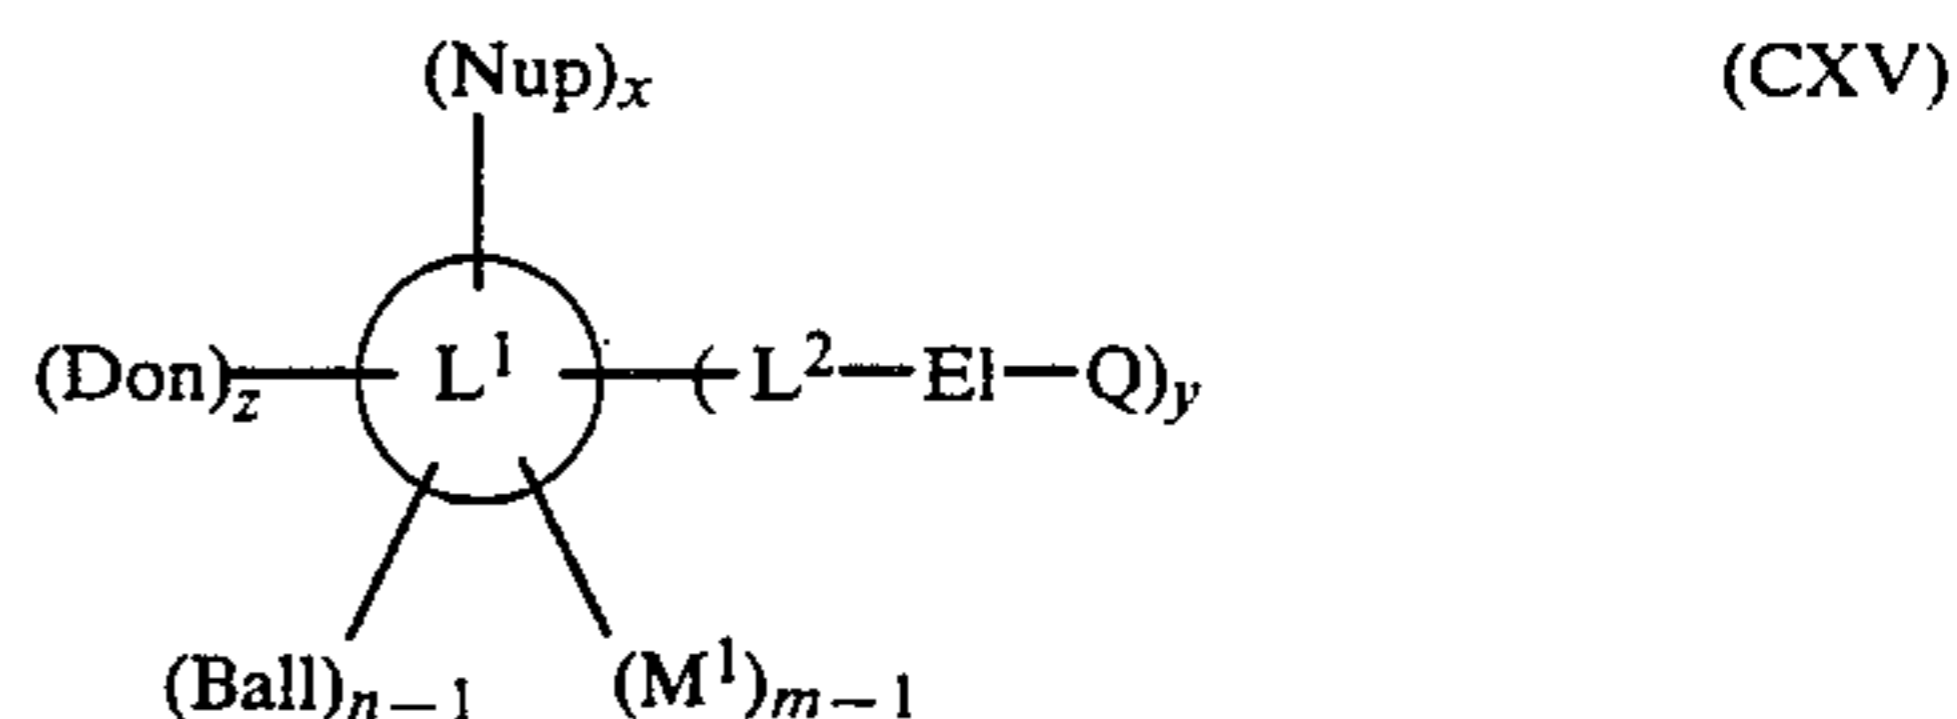 (Nup)x (CXV)
(Don)z L¹ ( L²—El—Q)y
(Ball)n−1 (M¹)m−1